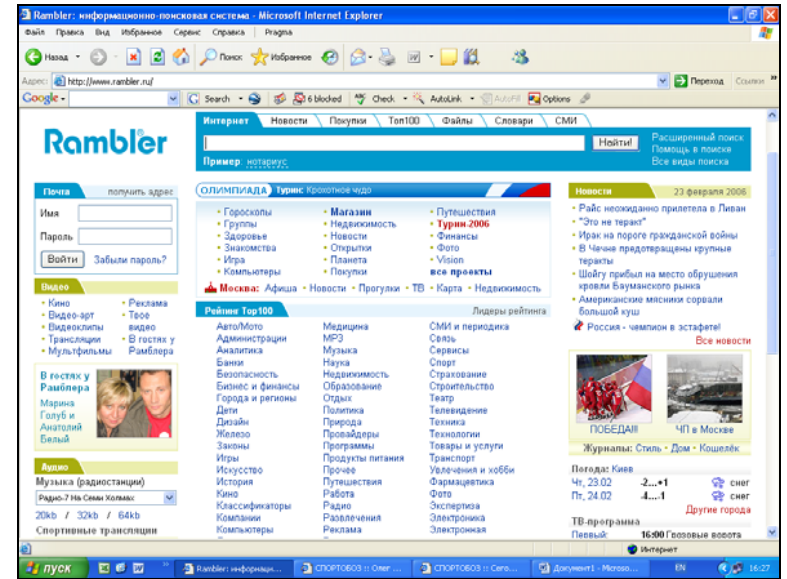 Rambler: информационно-поисковая система - Microsoft Internet Explorer
Файл Правка Вид Избранное Сервис Справка Pragma
Назад Поиск Избранное
Адрес: http://www.rambler.ru/ Переход Ссылки
Google Search 6 blocked Check AutoLink AutoFill Options
Интернет Новости Покупки Топ100 Файлы Словари СМИ
Rambler
Найти!
Расширенный поиск
Помощь в поиске
Все виды поиска
Пример: нотариус
Почта получить адрес
Имя
Пароль
Войти Забыли пароль?
Видео
Кино
Видео-арт
Видеоклипы
Трансляции
Мультфильмы
Реклама
Твое видео
В гостях у Рамблера
В гостях у
Рамблера
Марина
Голуб и
Анатолий
Белый
Аудио
Музыка (радиостанции)
Радио-7 На Семи Холмах
20kb / 32kb / 64kb
Спортивные трансляции
ОЛИМПИАДА Турин: Крохотное чудо
Гороскопы
Группы
Здоровье
Знакомства
Игра
Компьютеры
Магазин
Недвижимость
Новости
Открытки
Планета
Покупки
Путешествия
Турин-2006
Финансы
Фото
Vision
все проекты
Москва: Афиша • Новости • Прогулки • ТВ • Карта • Недвижимость
Рейтинг Top100 Лидеры рейтинга
Авто/Мото
Администрации
Аналитика
Банки
Безопасность
Бизнес и финансы
Города и регионы
Дети
Дизайн
Железо
Законы
Игры
Искусство
История
Кино
Классификаторы
Компании
Компьютеры
Медицина
MP3
Музыка
Наука
Недвижимость
Образование
Отдых
Политика
Природа
Провайдеры
Программы
Продукты питания
Прочее
Путешествия
Работа
Радио
Развлечения
Реклама
СМИ и периодика
Связь
Сервисы
Спорт
Страхование
Строительство
Театр
Телевидение
Техника
Технологии
Товары и услуги
Транспорт
Увлечения и хобби
Фармацевтика
Фото
Экспертиза
Электроника
Электронная
Новости 23 февраля 2006
Райс неожиданно прилетела в Ливан
"Это не теракт"
Ирак на пороге гражданской войны
В Чечне предотвращены крупные
теракты
Шойгу прибыл на место обрушения
кровли Бауманского рынка
Американские мясники сорвали
большой куш
Россия - чемпион в эстафете!
Все новости
ПОБЕДА!!! ЧП в Москве
Журналы: Стиль • Дом • Кошелёк
Погода: Киев
Чт, 23.02 -2...+1 снег
Пт, 24.02 -4...-1 снег
Другие города
ТВ-программа
Первый: 16:00 Грозовые ворота
Интернет
пуск Rambler: информаци... СПОРТОБОЗ :: Олег ... СПОРТОБОЗ :: Сего... Документ1 - Microso... EN 16:27